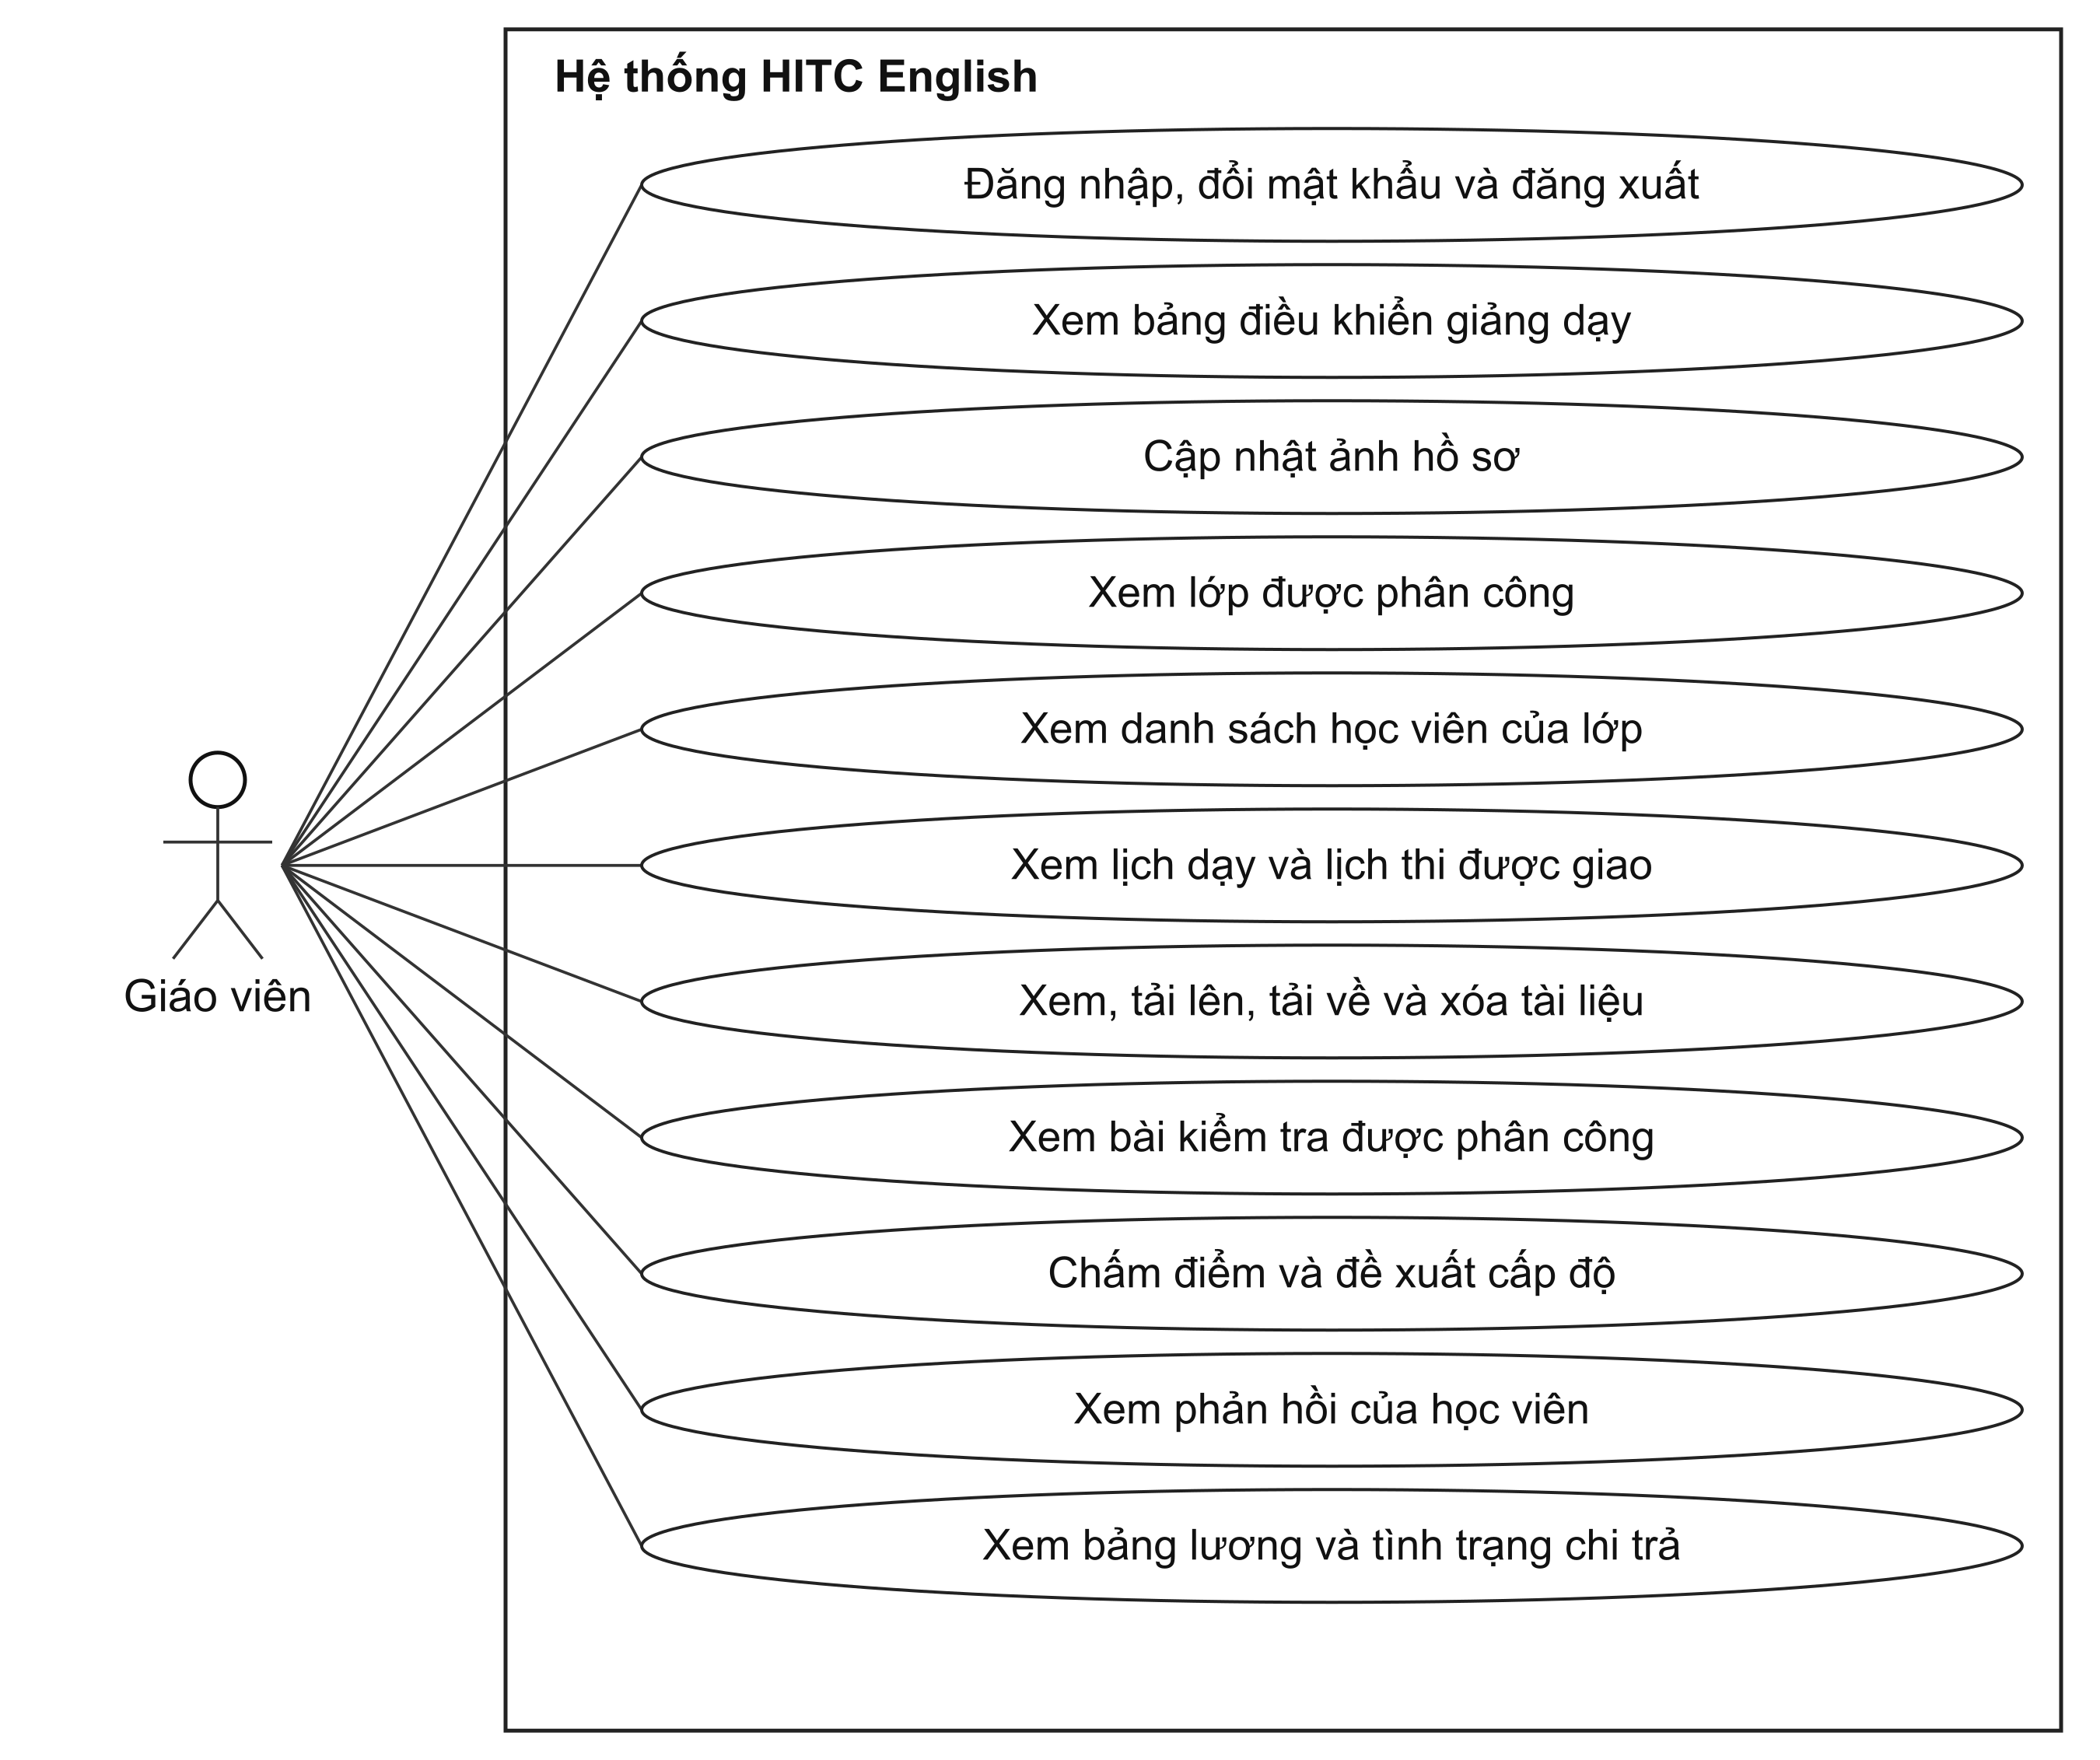 Hệ thống HITC English
Đăng nhập, đổi mật khẩu và đăng xuất
Xem bảng điều khiển giảng dạy
Cập nhật ảnh hồ sơ
Xem lớp được phân công
Xem danh sách học viên của lớp
Xem lịch dạy và lịch thi được giao
Giáo viên
Xem, tải lên, tải về và xóa tài liệu
Xem bài kiểm tra được phân công
Chấm điểm và đề xuất cấp độ
Xem phản hồi của học viên
Xem bảng lương và tình trạng chi trả